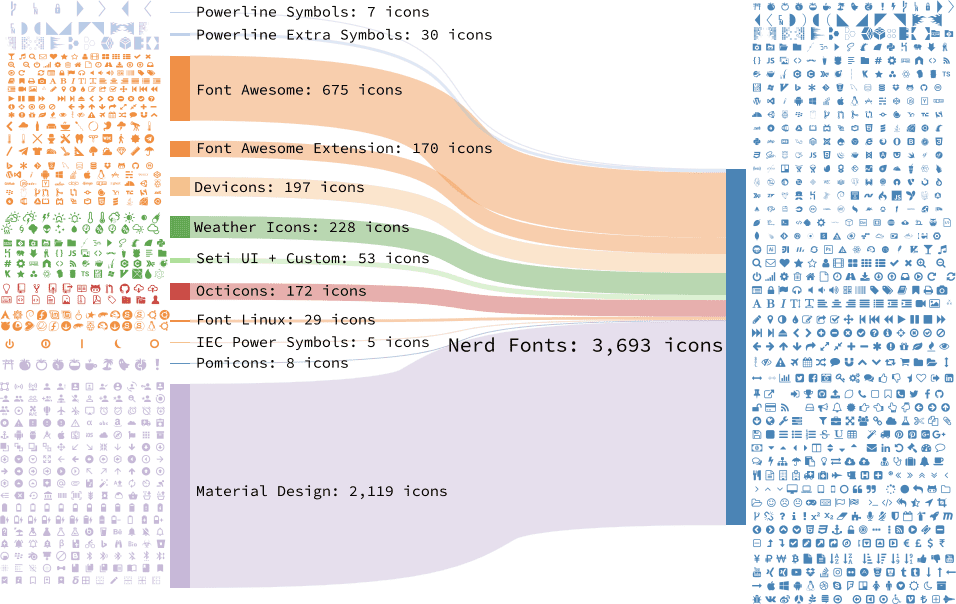 Powerline Symbols: 7 icons
Powerline Extra Symbols: 30 icons
Font Awesome: 675 icons
Font Awesome Extension: 170 icons
Devicons: 197 icons
Weather Icons: 228 icons
Seti UI + Custom: 53 icons
Octicons: 172 icons
Font Linux: 29 icons
IEC Power Symbols: 5 icons
Nerd Fonts: 3,693 icons
Pomicons: 8 icons
Material Design: 2,119 icons